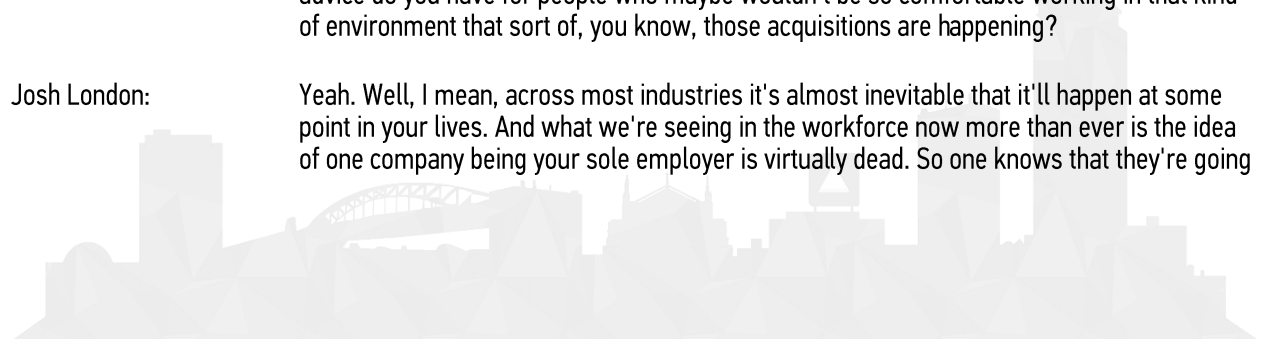 advice do you have for people who maybe wouldn't be so comfortable working in that kind
of environment that sort of, you know, those acquisitions are happening?
Josh London: Yeah. Well, I mean, across most industries it's almost inevitable that it'll happen at some
point in your lives. And what we're seeing in the workforce now more than ever is the idea
of one company being your sole employer is virtually dead. So one knows that they're going